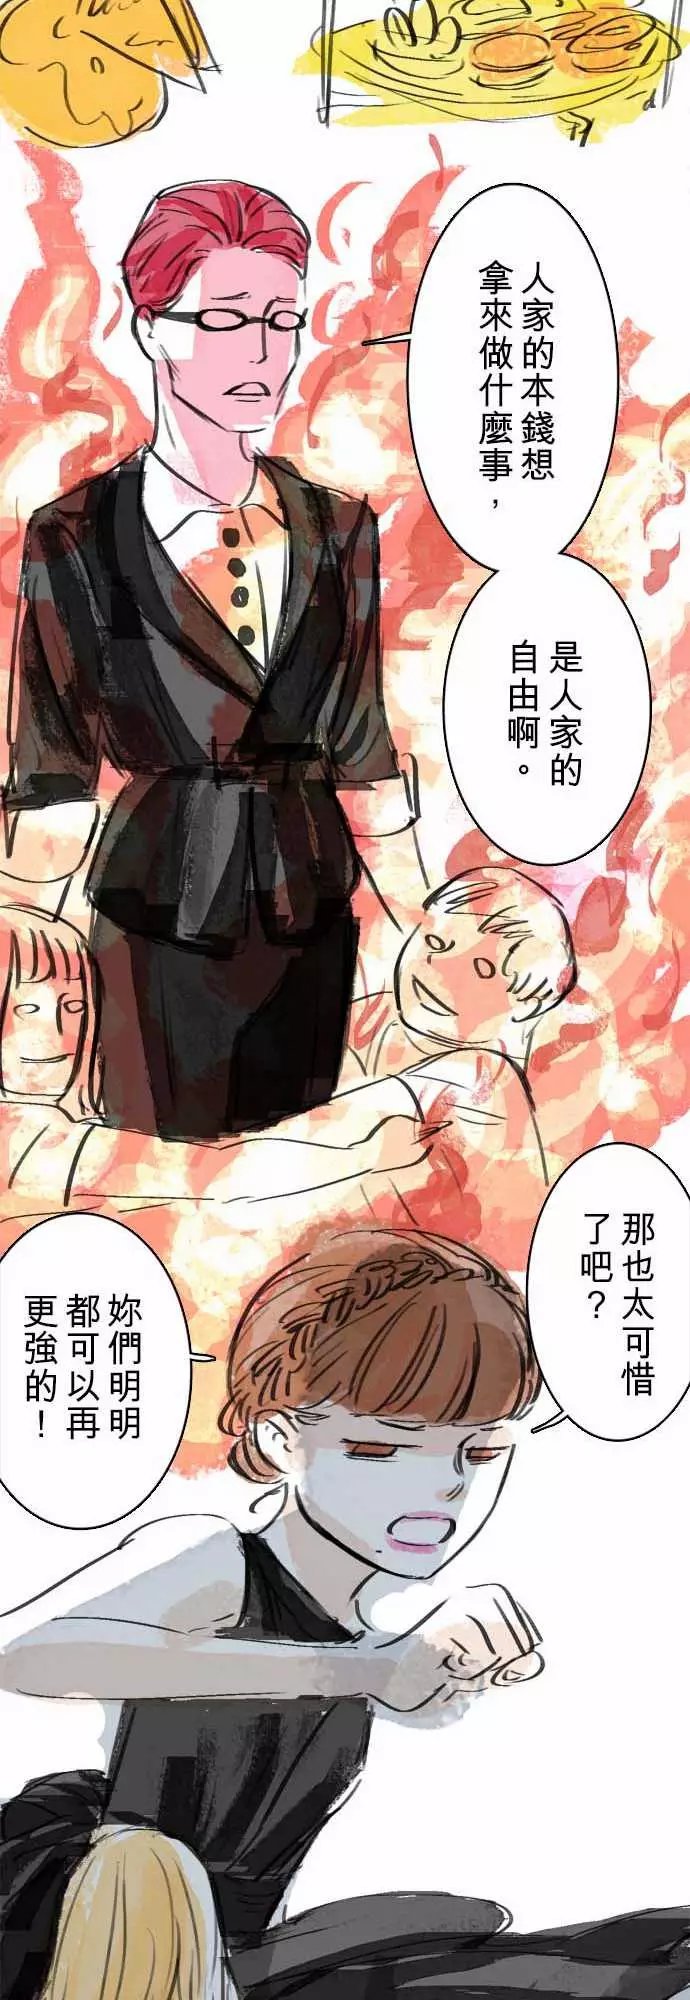 人家的本錢想
拿來做什麼事，
是人家的
自由啊。
那也太可惜
了吧？
妳們明明
都可以再
更強的！